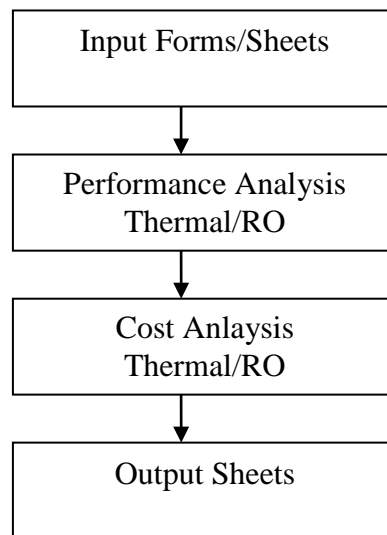 Input Forms/Sheets
Performance Analysis
Thermal/RO
Cost Anlaysis
Thermal/RO
Output Sheets